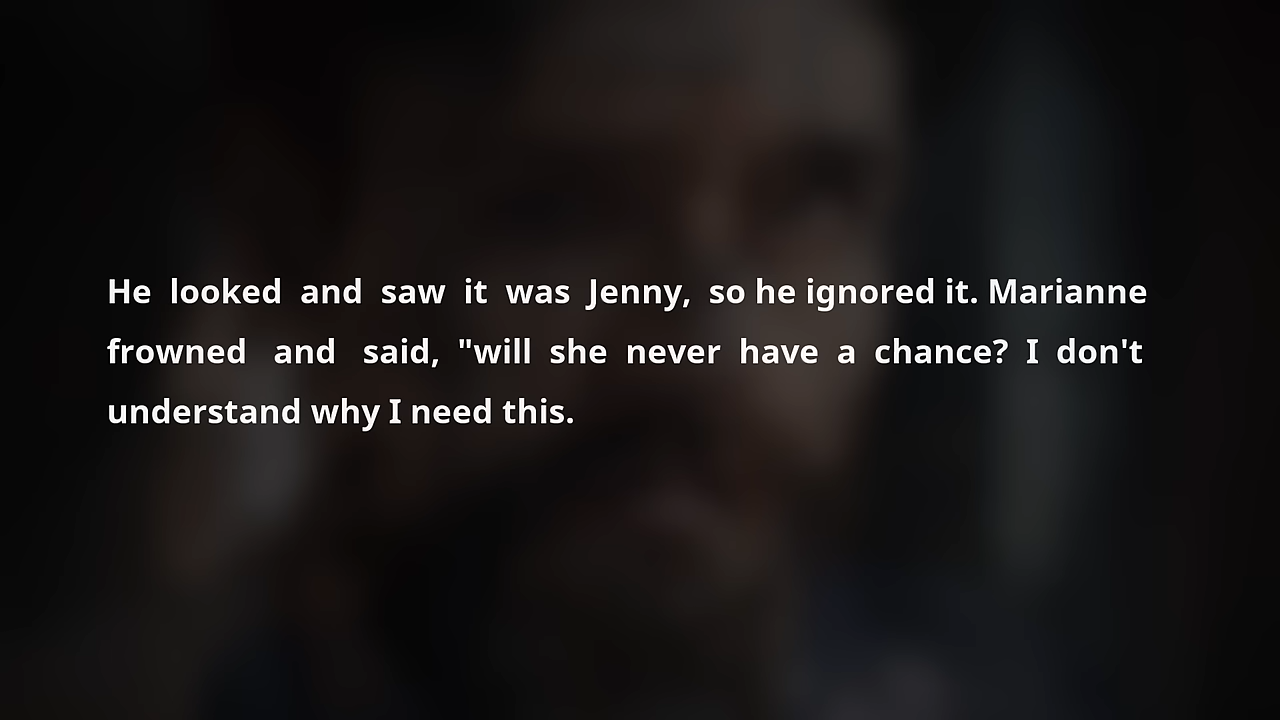 He looked and saw it was Jenny, so he ignored it. Marianne
frowned and said, "will she never have a chance? I don't
understand why I need this.